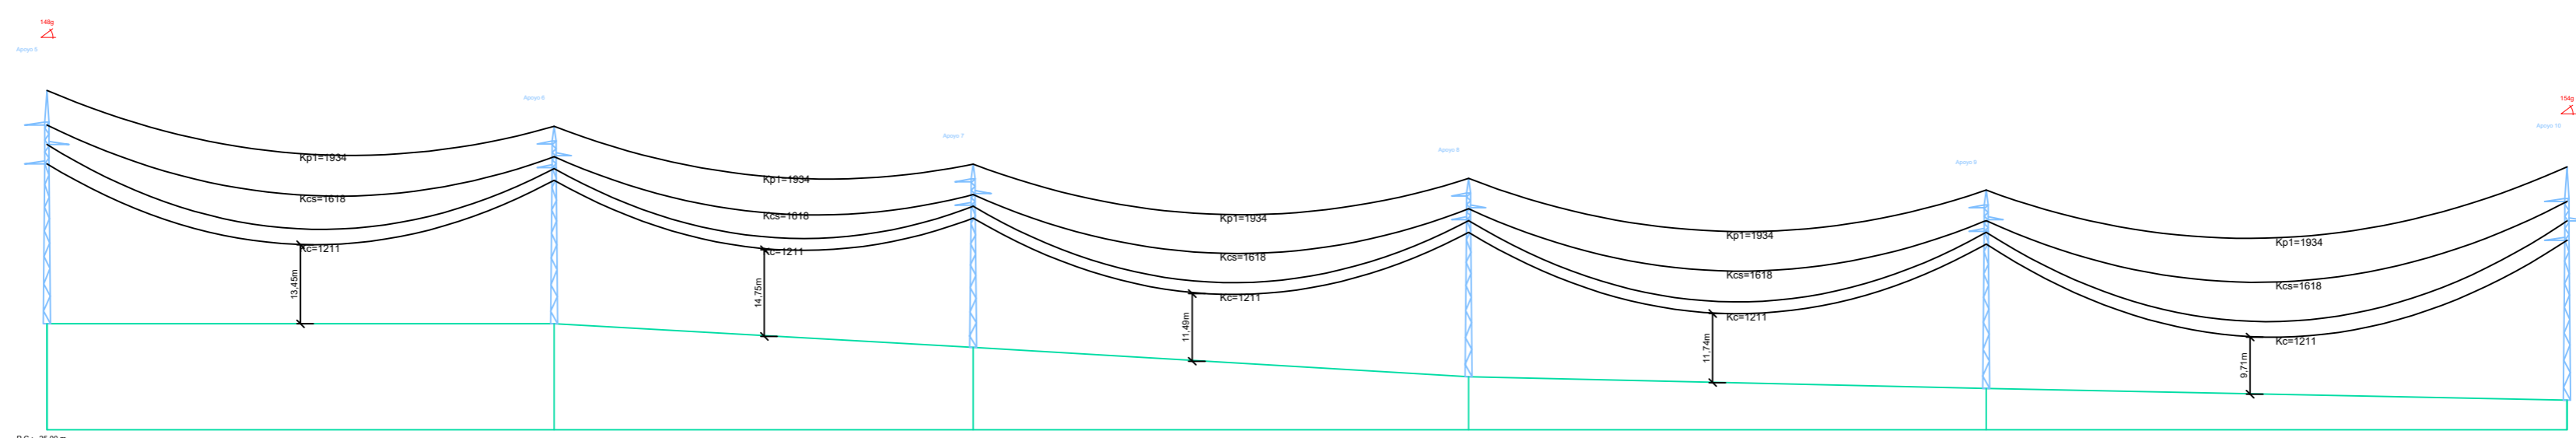 148g
Apoyo 5
Apoyo 6
154g
Apoyo 10
Apoyo 7
Apoyo 8
Apoyo 9
Kp1=1934
Kp1=1934
Kp1=1934
Kp1=1934
Kp1=1934
Kcs=1618
Kcs=1618
Kcs=1618
Kcs=1618
Kcs=1618
Kc=1211
Kc=1211
Kc=1211
Kc=1211
Kc=1211
13,45m
14,75m
11,49m
11,74m
9,71m